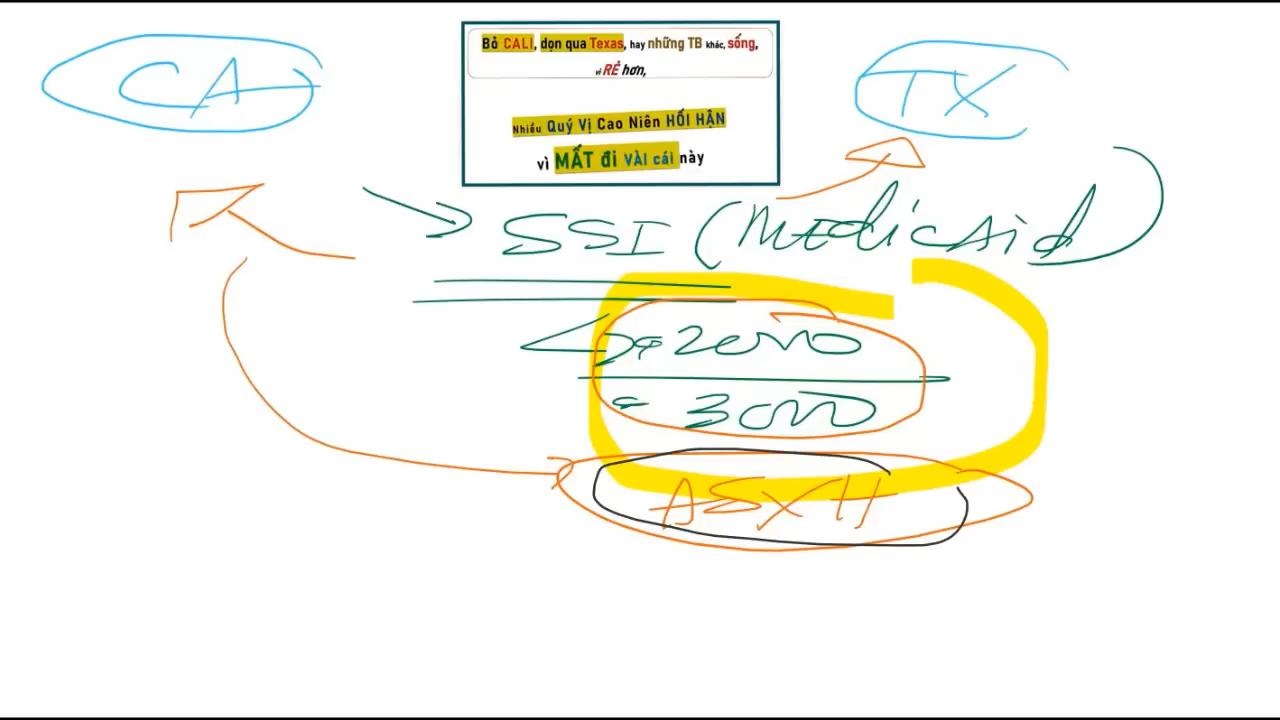 CA
Bỏ CALI, dọn qua Texas, hay những TB khác, sống,
vì RẺ hơn,
Nhiều Quý Vị Cao Niên HỐI HẬN
vì MẤT đi VÀI cái này
TX
SSI (MEdicAid)
2000
= 3000
ASXH